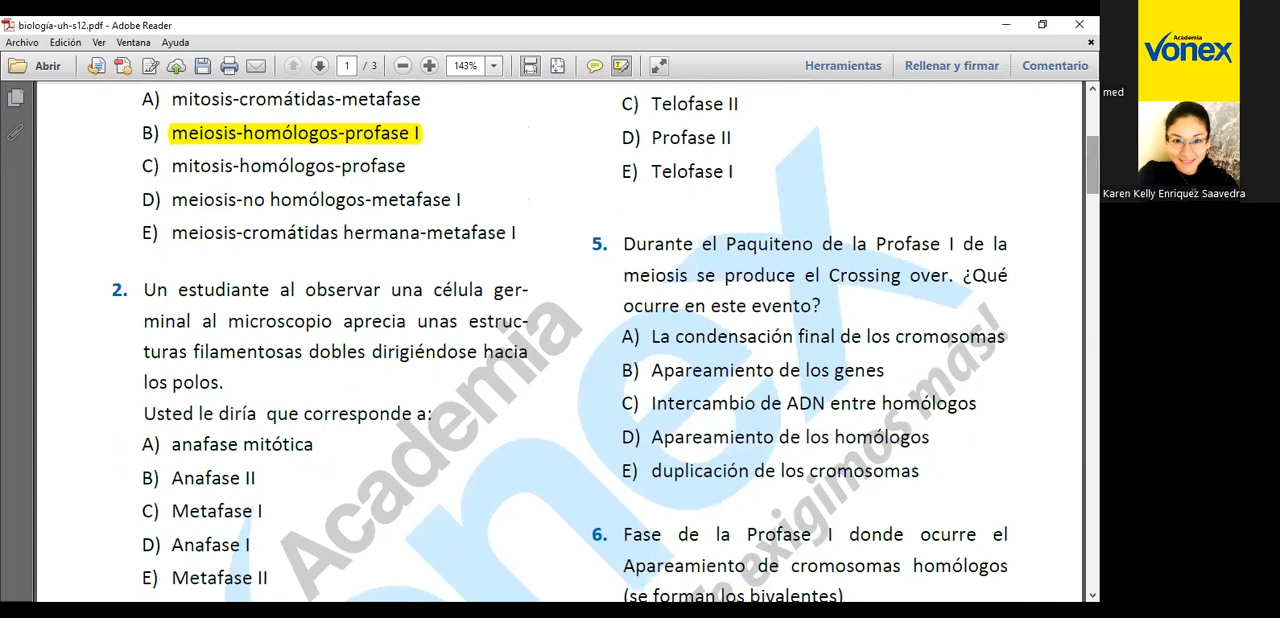 biología-uh-s12.pdf - Adobe Reader
Archivo Edición Ver Ventana Ayuda
Abrir
1 / 3
143%
Herramientas
Rellenar y firmar
Comentario
A) mitosis-cromátidas-metafase
B) meiosis-homólogos-profase I
C) mitosis-homólogos-profase
D) meiosis-no homólogos-metafase I
E) meiosis-cromátidas hermana-metafase I
2. Un estudiante al observar una célula ger-
minal al microscopio aprecia unas estruc-
turas filamentosas dobles dirigiéndose hacia
los polos.
Usted le diría que corresponde a:
A) anafase mitótica
B) Anafase II
C) Metafase I
D) Anafase I
E) Metafase II
C) Telofase II
D) Profase II
E) Telofase I
5. Durante el Paquiteno de la Profase I de la
meiosis se produce el Crossing over. ¿Qué
ocurre en este evento?
A) La condensación final de los cromosomas
B) Apareamiento de los genes
C) Intercambio de ADN entre homólogos
D) Apareamiento de los homólogos
E) duplicación de los cromosomas
6. Fase de la Profase I donde ocurre el
Apareamiento de cromosomas homólogos
(se forman los bivalentes)
Academia
exigimos mas!
Academia
vonex
med
Karen Kelly Enriquez Saavedra